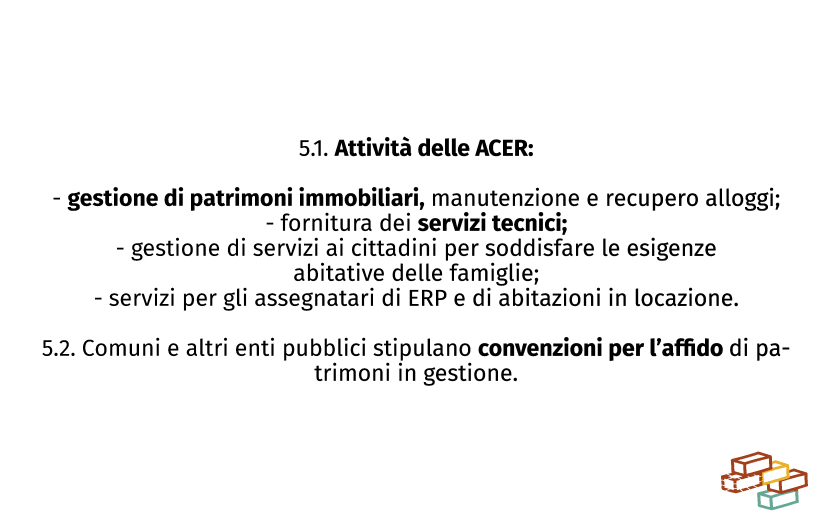 5.1. Attività delle ACER:
- gestione di patrimoni immobiliari, manutenzione e recupero alloggi;
- fornitura dei servizi tecnici;
- gestione di servizi ai cittadini per soddisfare le esigenze
abitative delle famiglie;
- servizi per gli assegnatari di ERP e di abitazioni in locazione.
5.2. Comuni e altri enti pubblici stipulano convenzioni per l’affido di pa-
trimoni in gestione.